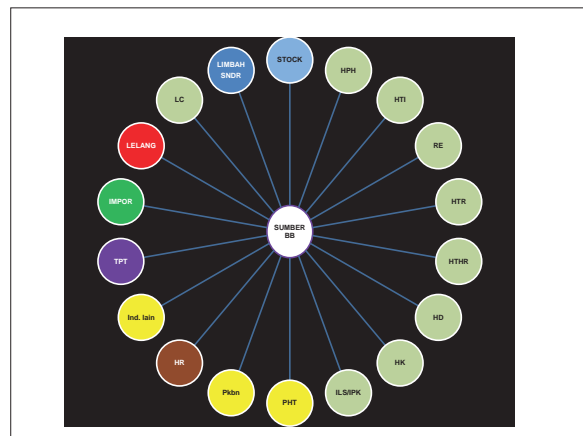 STOCK
HPH
HTI
RE
HTR
HTHR
HD
HK
ILS/IPK
PHT
Pkbn
HR
Ind. lain
TPT
IMPOR
LELANG
LC
LIMBAH
SNDR
SUMBER
BB